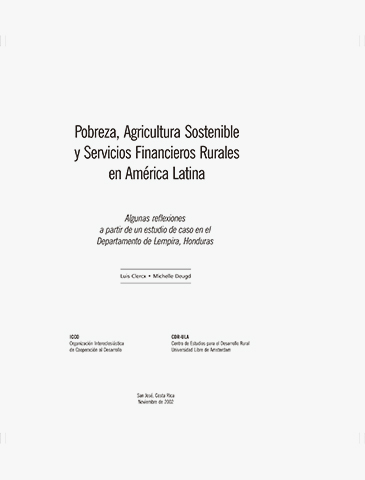 Pobreza, Agricultura Sostenible
y Servicios Financieros Rurales
en América Latina
Algunas reflexiones
a partir de un estudio de caso en el
Departamento de Lempira, Honduras
Luis Clercx • Michelle Deugd
ICCO
Organización Intereclesiástica
de Cooperación al Desarrollo
CDR-ULA
Centro de Estudios para el Desarrollo Rural
Universidad Libre de Amsterdam
San José, Costa Rica
Noviembre de 2002